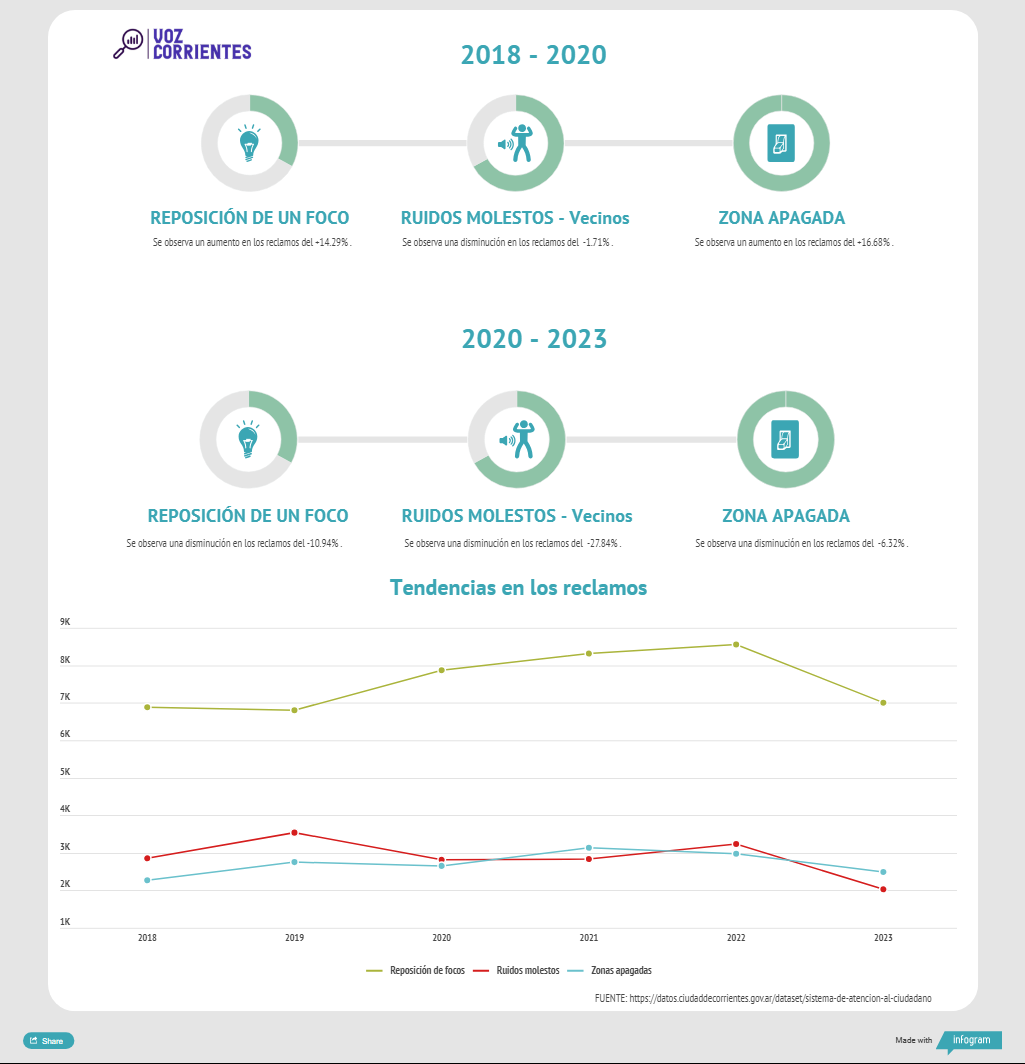 VOZ
CORRIENTES
2018 - 2020
REPOSICIÓN DE UN FOCO
RUIDOS MOLESTOS - Vecinos
ZONA APAGADA
Se observa un aumento en los reclamos del +14.29% .
Se observa una disminución en los reclamos del -1.71% .
Se observa un aumento en los reclamos del +16.68% .
2020 - 2023
REPOSICIÓN DE UN FOCO
RUIDOS MOLESTOS - Vecinos
ZONA APAGADA
Se observa una disminución en los reclamos del -10.94% .
Se observa una disminución en los reclamos del -27.84% .
Se observa una disminución en los reclamos del -6.32% .
Tendencias en los reclamos
9K
8K
7K
6K
5K
4K
3K
2K
1K
2018 2019 2020 2021 2022 2023
Reposición de focos Ruidos molestos Zonas apagadas
FUENTE: https://datos.ciudaddecorrientes.gov.ar/dataset/sistema-de-atencion-al-ciudadano
Share
Made with infogram